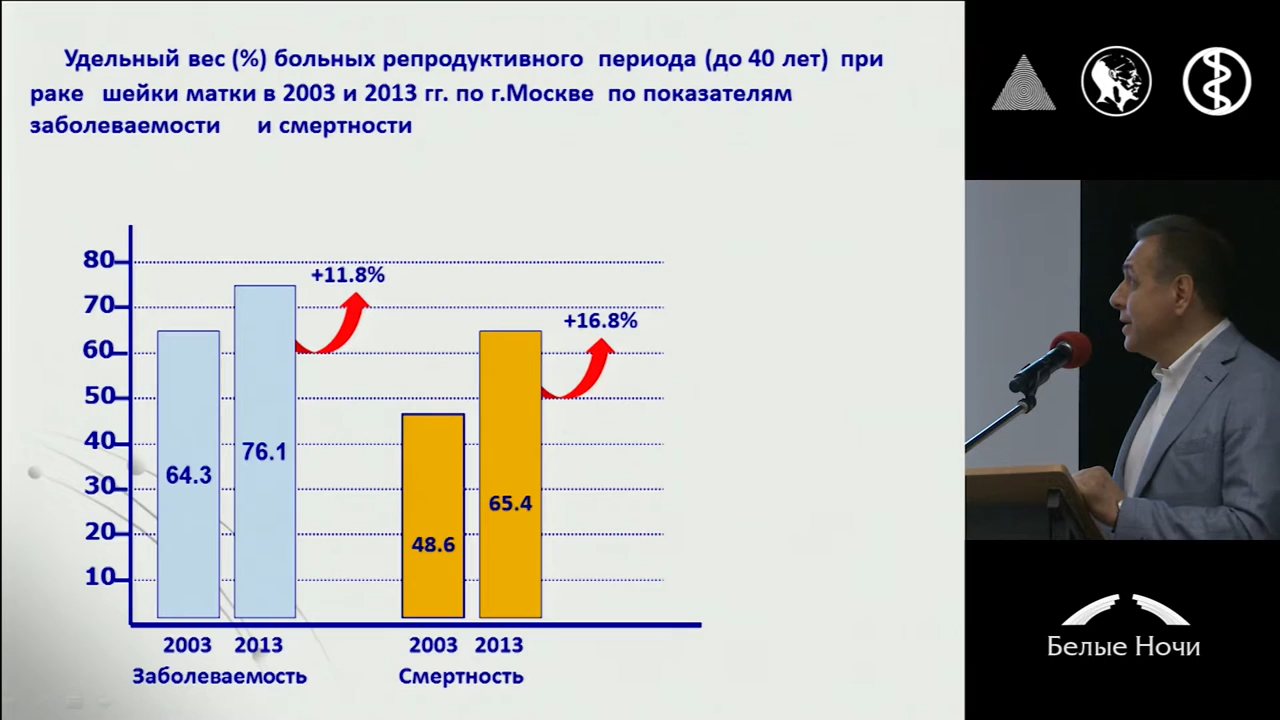 Удельный вес (%) больных репродуктивного периода (до 40 лет) при
раке шейки матки в 2003 и 2013 гг. по г.Москве по показателям
заболеваемости и смертности
80
70
60
50
40
30
20
10
+11.8%
+16.8%
64.3
76.1
48.6
65.4
2003 2013
2003 2013
Заболеваемость
Смертность
Белые Ночи